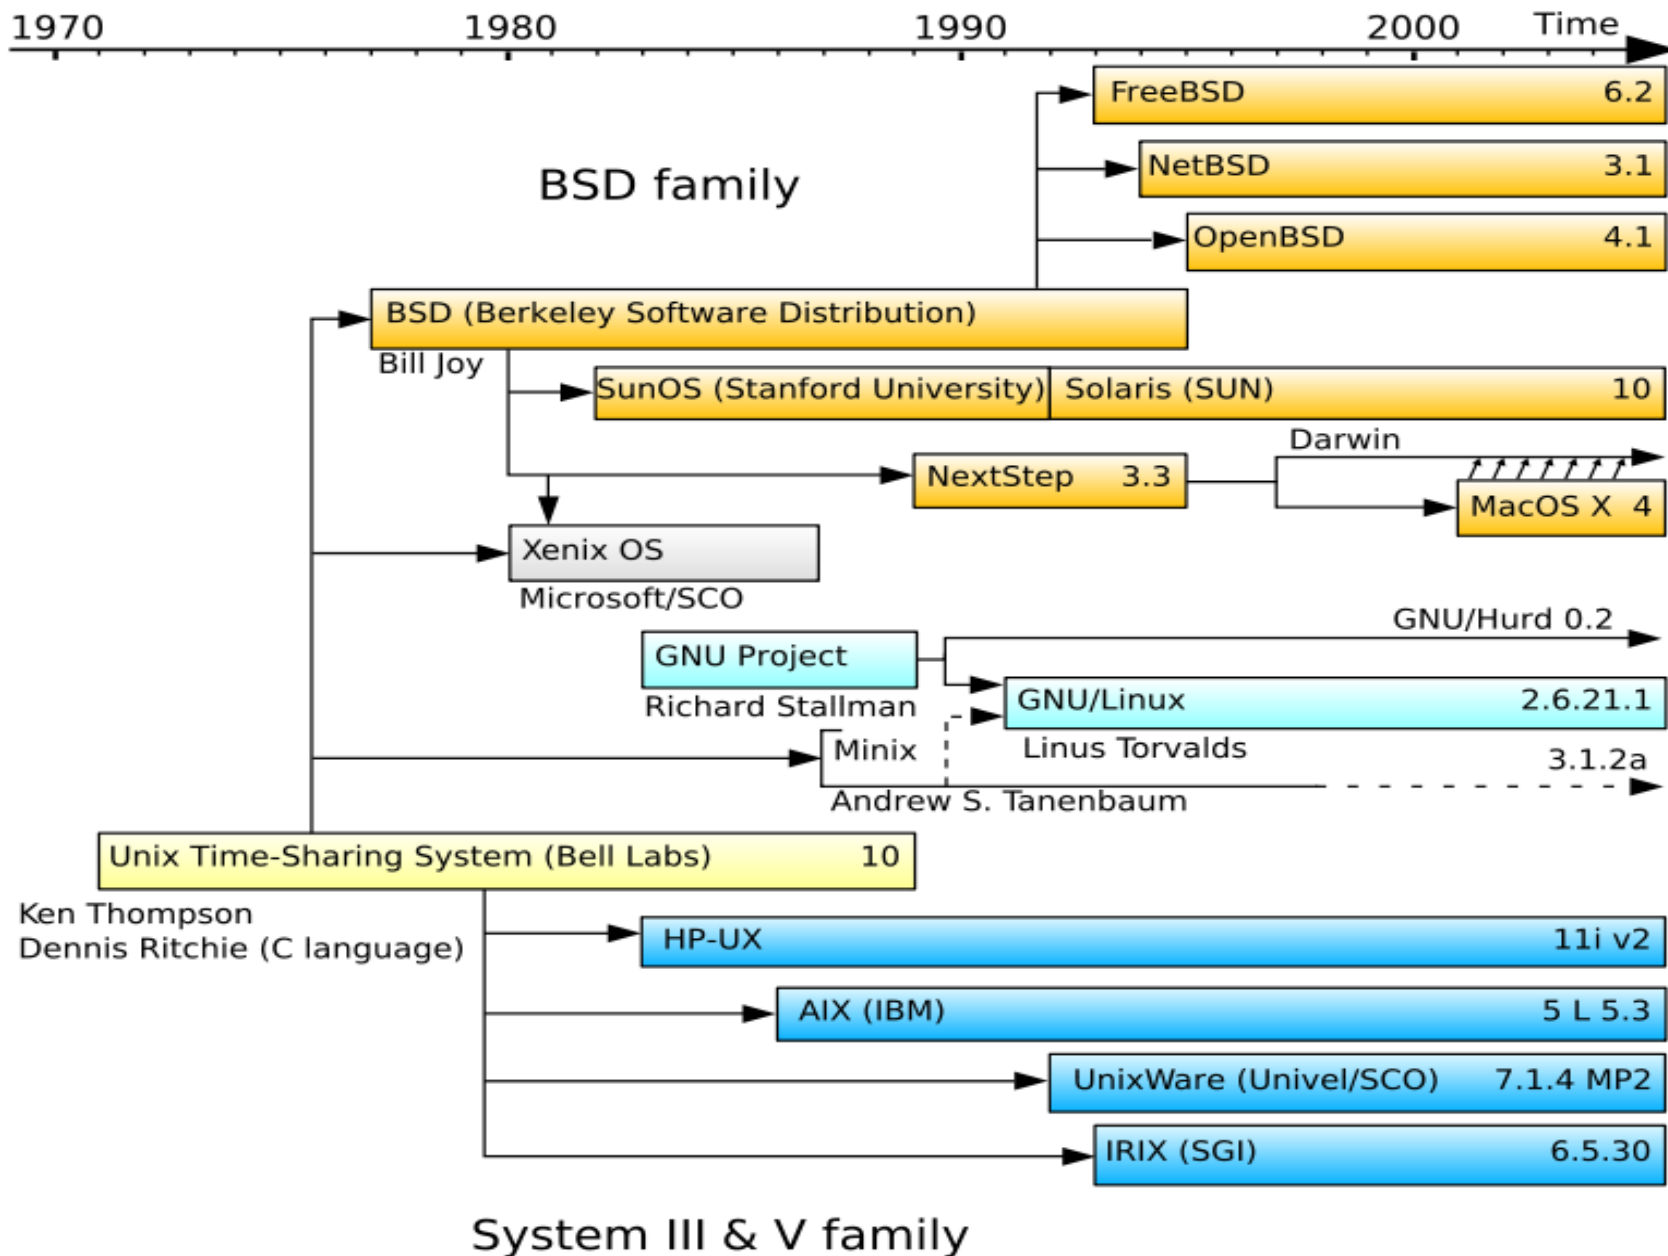 1970 1980 1990 2000 Time
FreeBSD 6.2
NetBSD 3.1
BSD family
OpenBSD 4.1
BSD (Berkeley Software Distribution)
Bill Joy
SunOS (Stanford University) Solaris (SUN) 10
Darwin
NextStep 3.3
MacOS X 4
Xenix OS
Microsoft/SCO
GNU/Hurd 0.2
GNU Project
Richard Stallman
GNU/Linux 2.6.21.1
Linus Torvalds
Minix
3.1.2a
Andrew S. Tanenbaum
Unix Time-Sharing System (Bell Labs) 10
Ken Thompson
Dennis Ritchie (C language)
HP-UX 11i v2
AIX (IBM) 5 L 5.3
UnixWare (Univel/SCO) 7.1.4 MP2
IRIX (SGI) 6.5.30
System III & V family